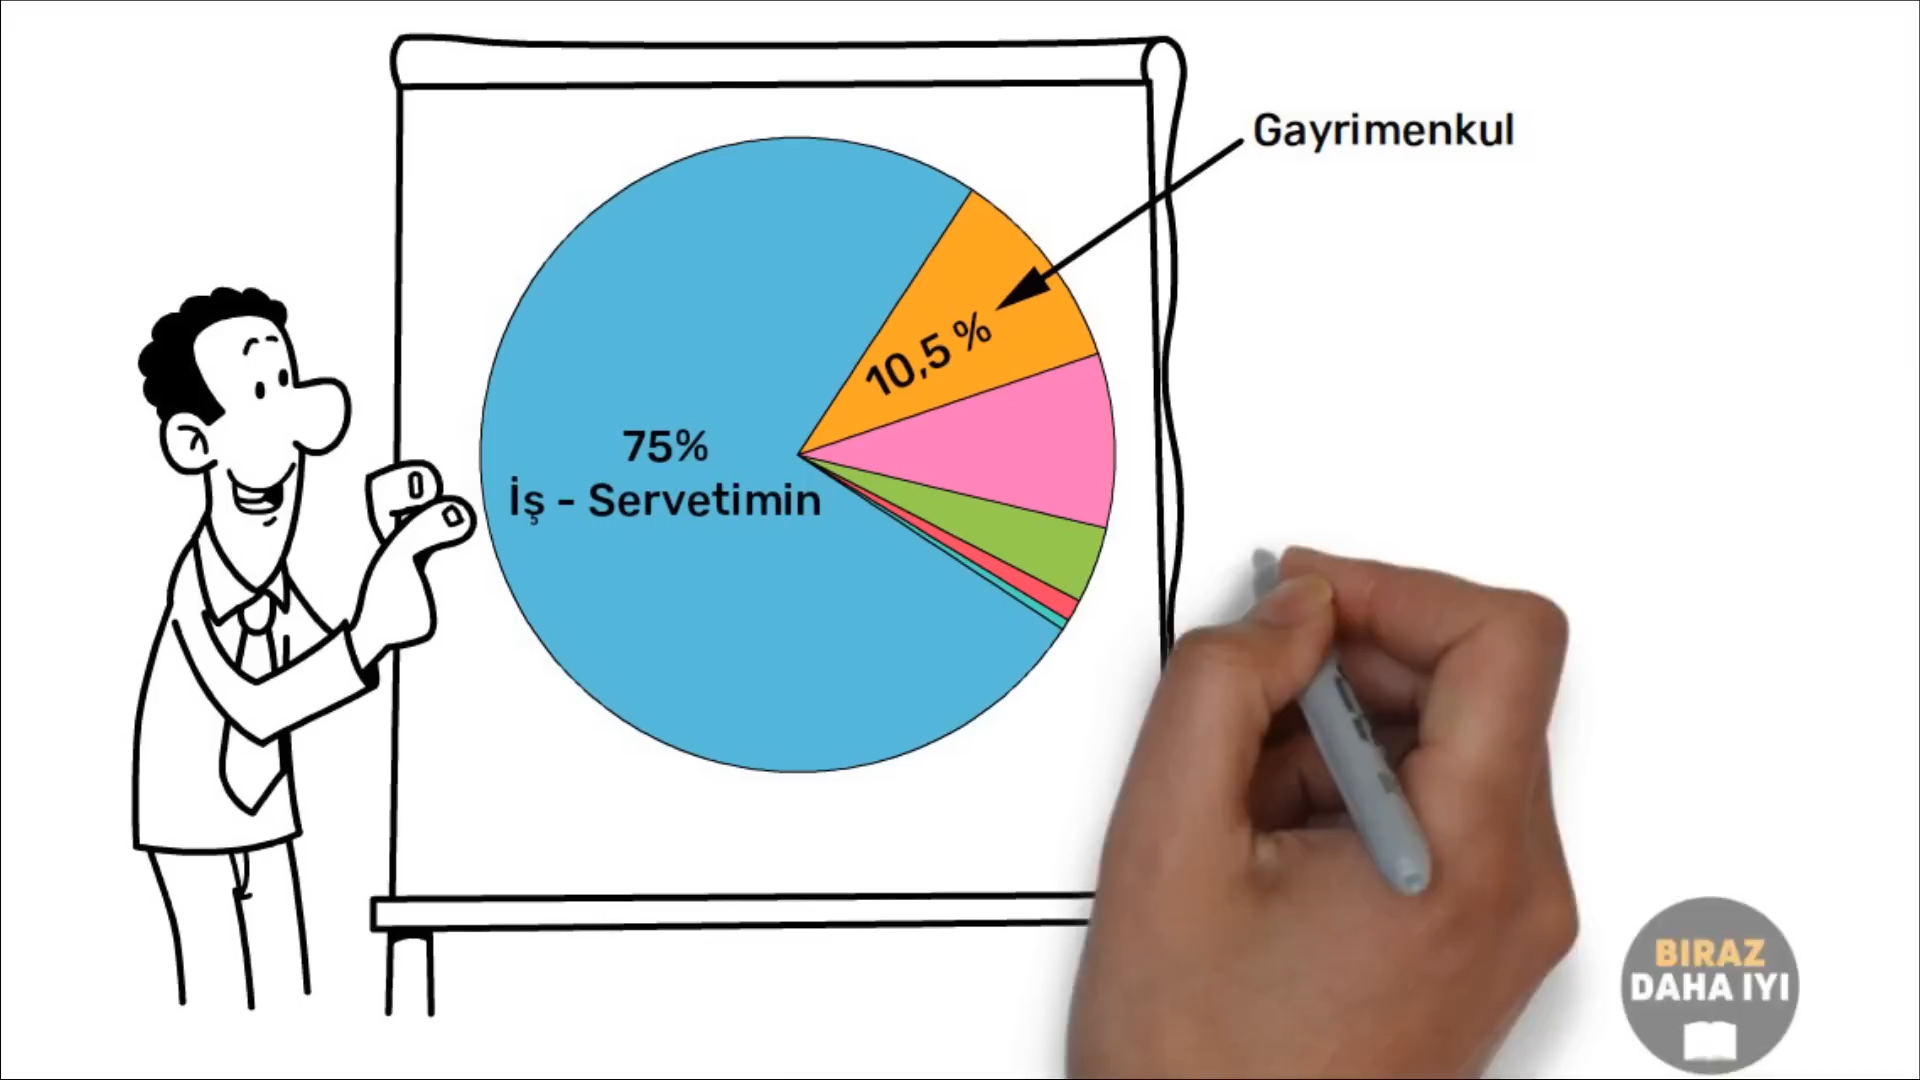 Gayrimenkul
10,5 %
75%
İş - Servetimin
BIRAZ
DAHA IYI